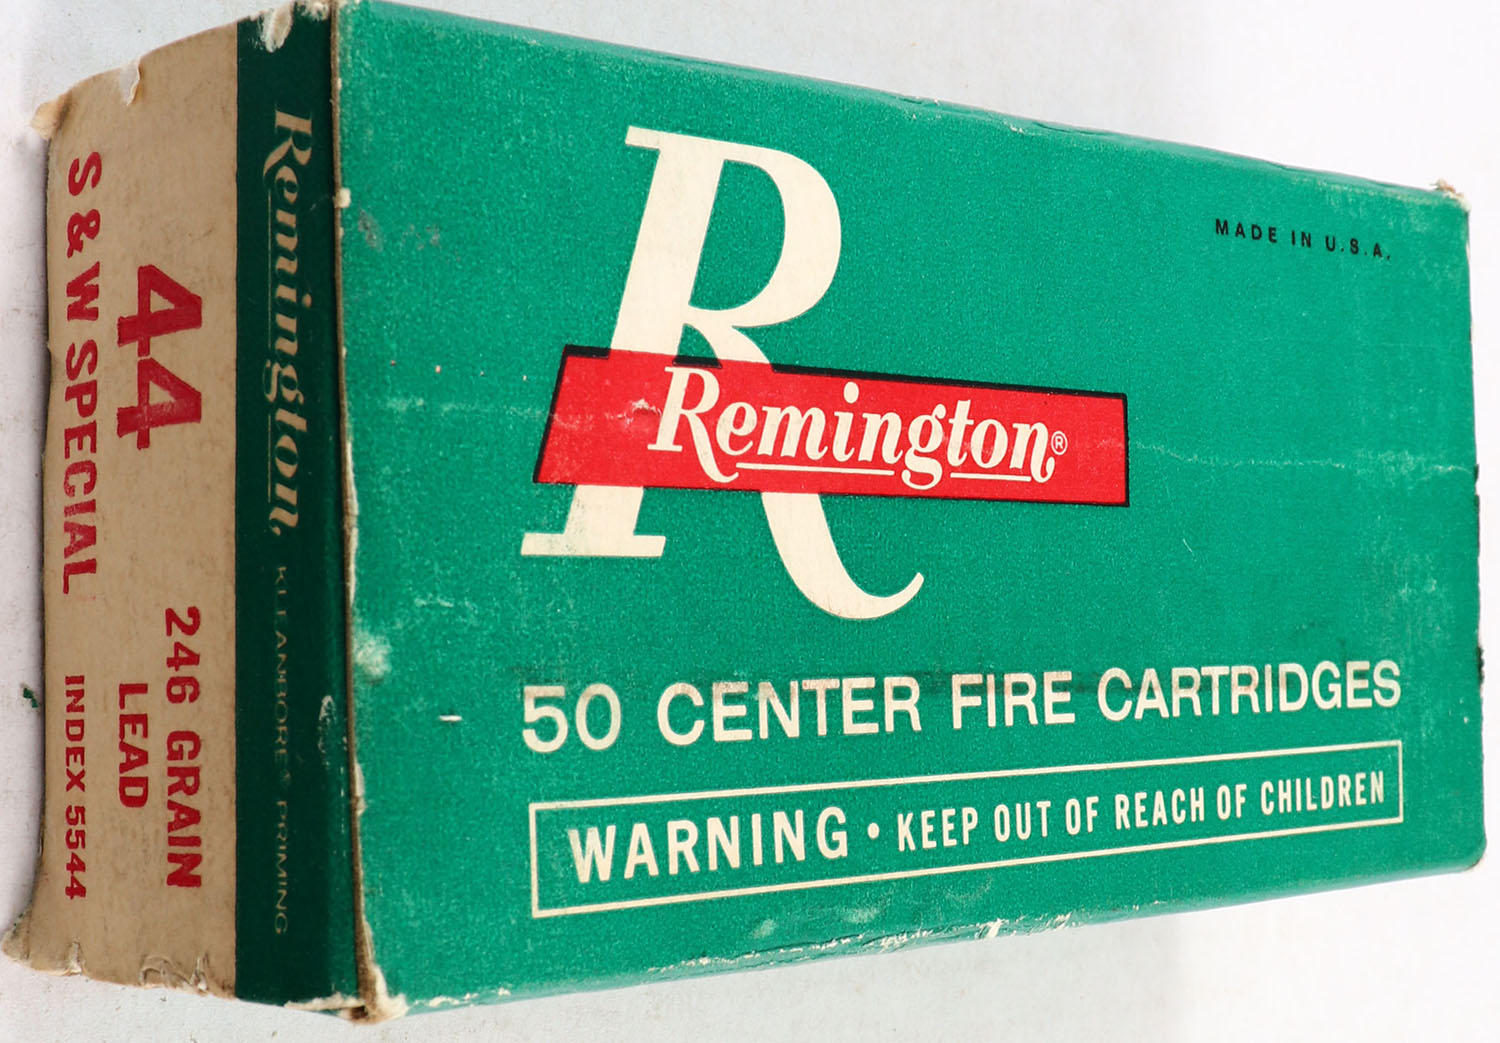 MADE IN U.S.A.
R
Remington®
50 CENTER FIRE CARTRIDGES
WARNING • KEEP OUT OF REACH OF CHILDREN
Remington, KLEANBORE® PRIMING
44
S & W SPECIAL
246 GRAIN
LEAD
INDEX 5544